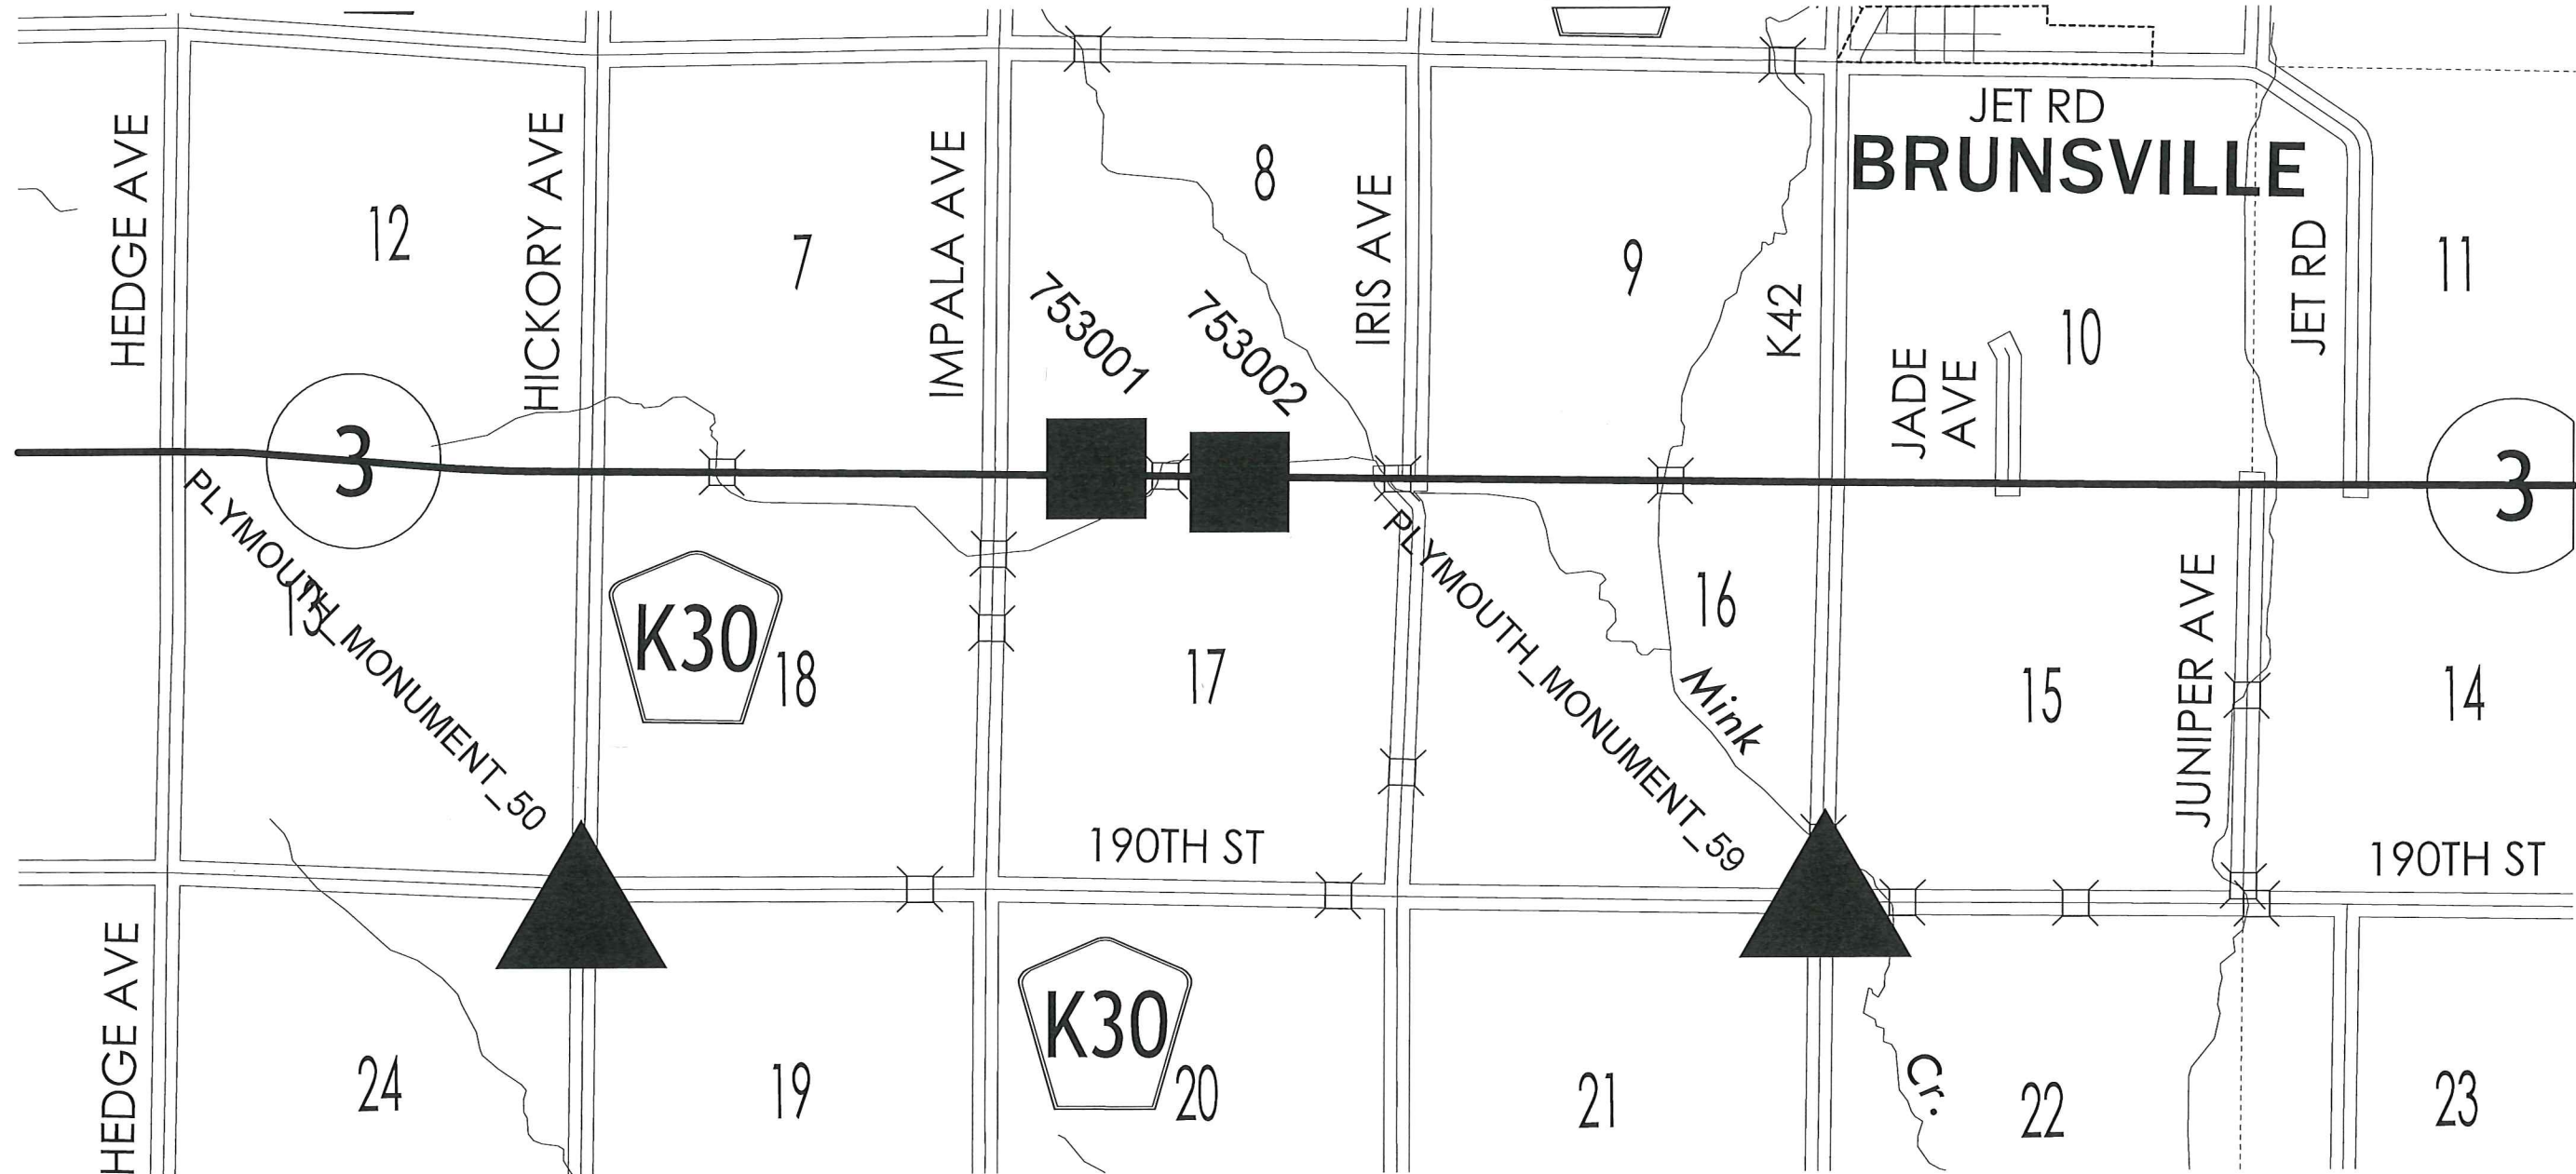 JET RD
BRUNSVILLE
HEDGE AVE
12
HICKORY AVE
7
IMPALA AVE
8
IRIS AVE
9
K42
10
JET RD
11
753001
753002
JADE
AVE
3
3
PLYMOUTH_MONUMENT_50
13
K30
18
17
PLYMOUTH_MONUMENT_59
16
Mink
15
JUNIPER AVE
14
190TH ST
190TH ST
HEDGE AVE
24
19
K30
20
21
Cr.
22
23